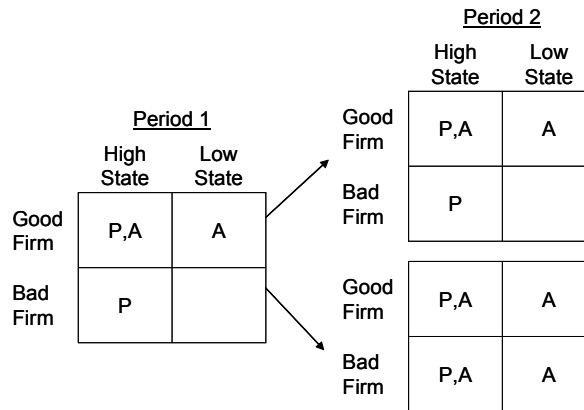 Period 2
High State
Low State
Good Firm
P,A
A
Bad Firm
P
Good Firm
P,A
A
Bad Firm
P,A
A
Period 1
High State
Low State
Good Firm
P,A
A
Bad Firm
P